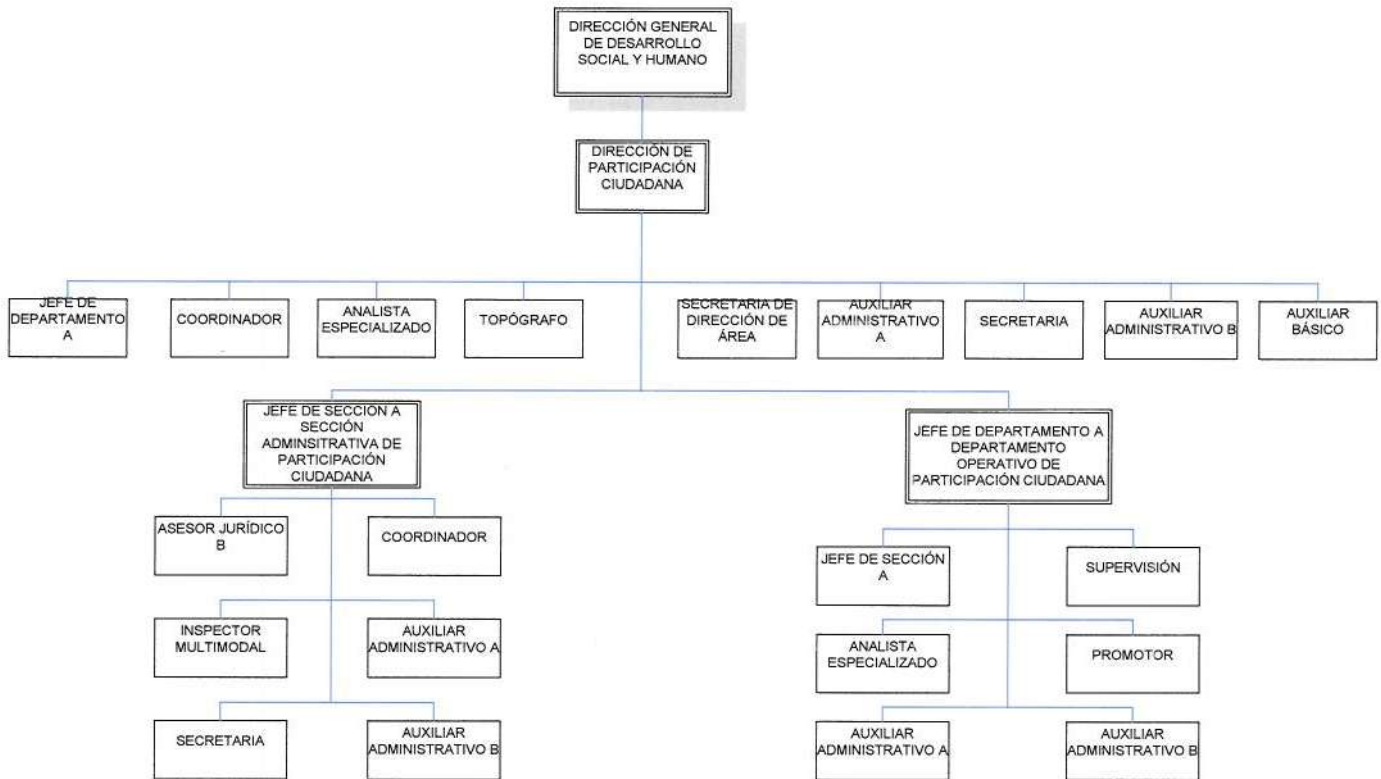 DIRECCIÓN GENERAL
DE DESARROLLO
SOCIAL Y HUMANO
DIRECCIÓN DE
PARTICIPACIÓN
CIUDADANA
JEFE DE
DEPARTAMENTO
A
COORDINADOR
ANALISTA
ESPECIALIZADO
TOPÓGRAFO
SECRETARIA DE
DIRECCIÓN DE
ÁREA
AUXILIAR
ADMINISTRATIVO
A
SECRETARIA
AUXILIAR
ADMINISTRATIVO B
AUXILIAR
BÁSICO
JEFE DE SECCION A
SECCIÓN
ADMINSITRATIVA DE
PARTICIPACIÓN
CIUDADANA
JEFE DE DEPARTAMENTO A
DEPARTAMENTO
OPERATIVO DE
PARTICIPACIÓN CIUDADANA
ASESOR JURÍDICO
B
COORDINADOR
JEFE DE SECCIÓN
A
SUPERVISIÓN
INSPECTOR
MULTIMODAL
AUXILIAR
ADMINISTRATIVO A
ANALISTA
ESPECIALIZADO
PROMOTOR
SECRETARIA
AUXILIAR
ADMINISTRATIVO B
AUXILIAR
ADMINISTRATIVO A
AUXILIAR
ADMINISTRATIVO B